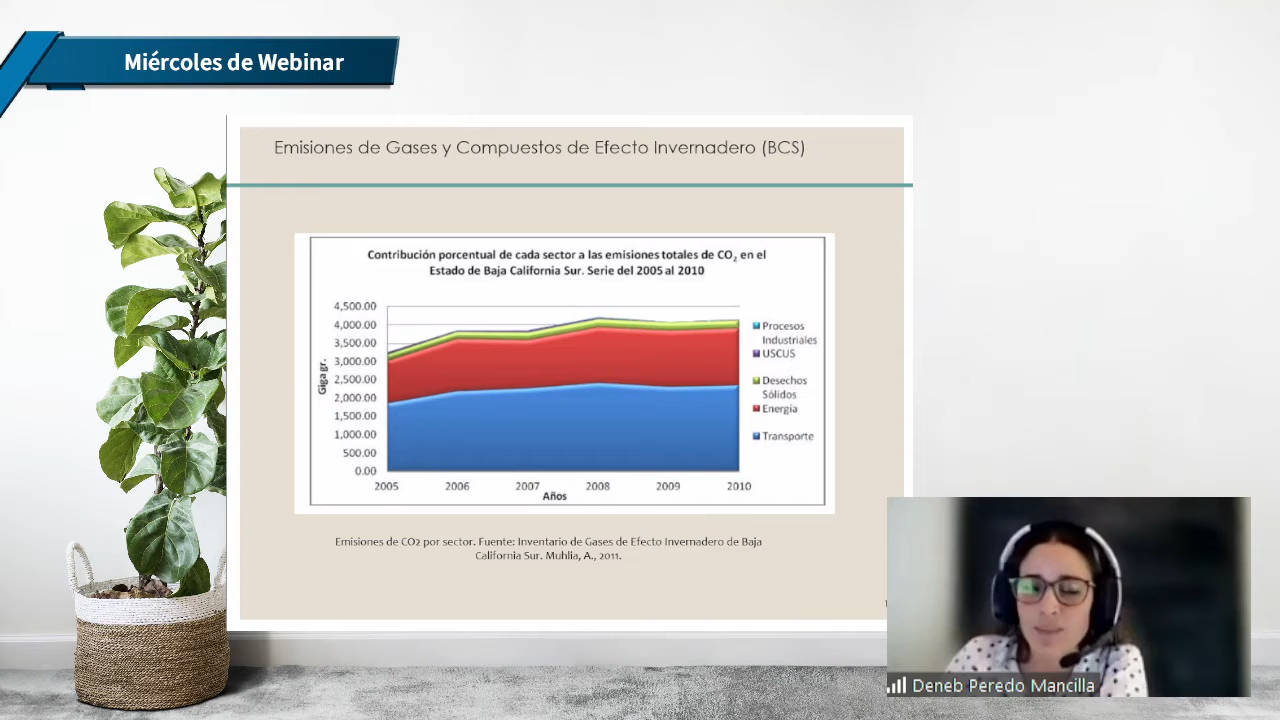 Miércoles de Webinar
Emisiones de Gases y Compuestos de Efecto Invernadero (BCS)
Contribución porcentual de cada sector a las emisiones totales de CO₂ en el
Estado de Baja California Sur. Serie del 2005 al 2010
Giga gr.
4,500.00
4,000.00
3,500.00
3,000.00
2,500.00
2,000.00
1,500.00
1,000.00
500.00
0.00
2005 2006 2007 2008 2009 2010
Años
Procesos
Industriales
USCUS
Desechos
Sólidos
Energía
Transporte
Emisiones de CO2 por sector. Fuente: Inventario de Gases de Efecto Invernadero de Baja
California Sur. Muhlia, A., 2011.
Deneb Peredo Mancilla